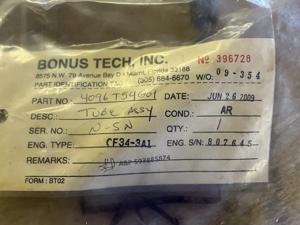 BONUS TECH, INC. № 396728
8575 N.W. 79 Avenue Bay D • Miami, Florida 33166
PART IDENTIFICATION TAG (305) 884-6670 W/O: 09-354
PART NO: 4096T54G01 DATE: JUN 26 2009
DESC.: TUBE ASSY COND.: AR
SER. NO.: N-SN QTY.: 1
ENG. TYPE: CF34-3A1 ENG. S/N: 807645
REMARKS:
FORM: BT02